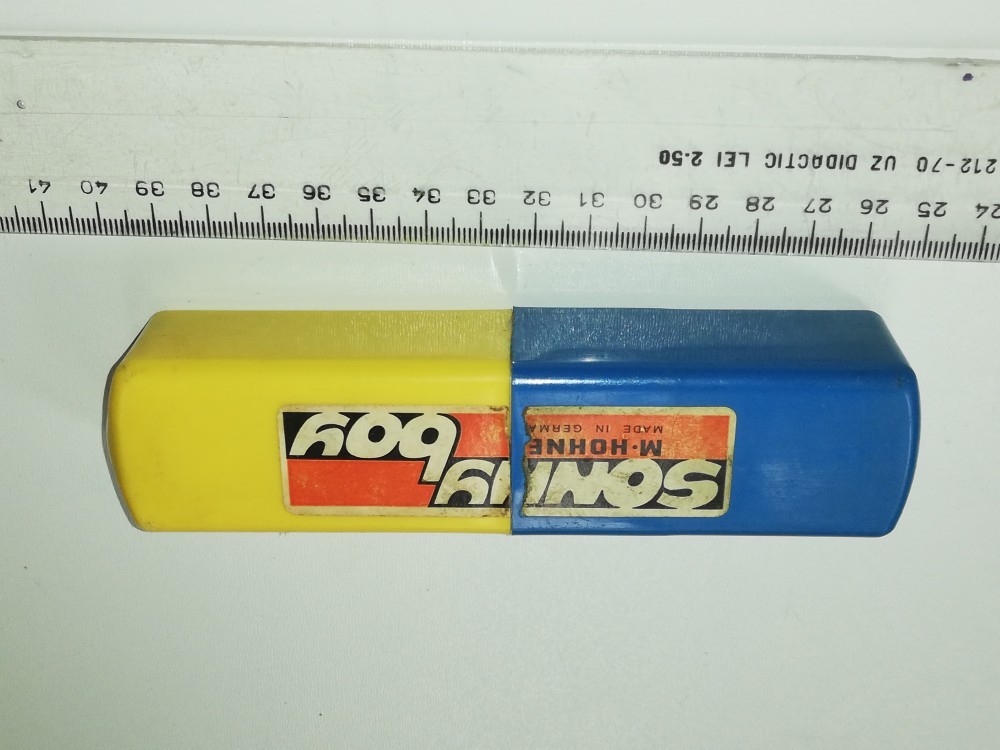 212-70 UZ DIDACTIC LEI 2·50
24 25 26 27 28 29 30 31 32 33 34 35 36 37 38 39 40 41
SONNY
boy
M·HOHNE
MADE IN GERMA